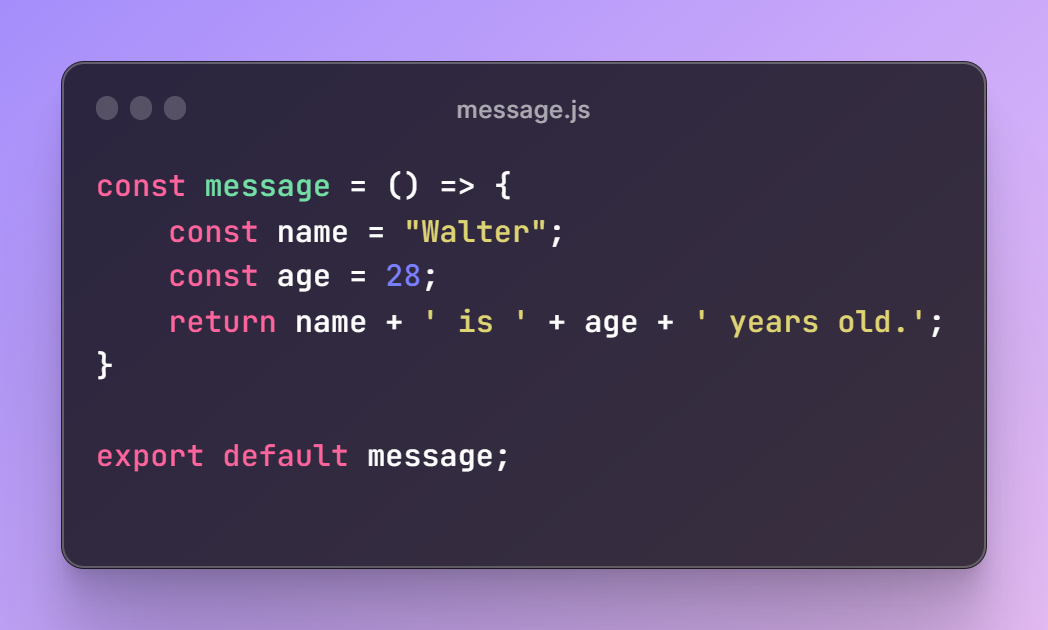 message.js
const message = () => {
    const name = "Walter";
    const age = 28;
    return name + ' is ' + age + ' years old.';
}
export default message;